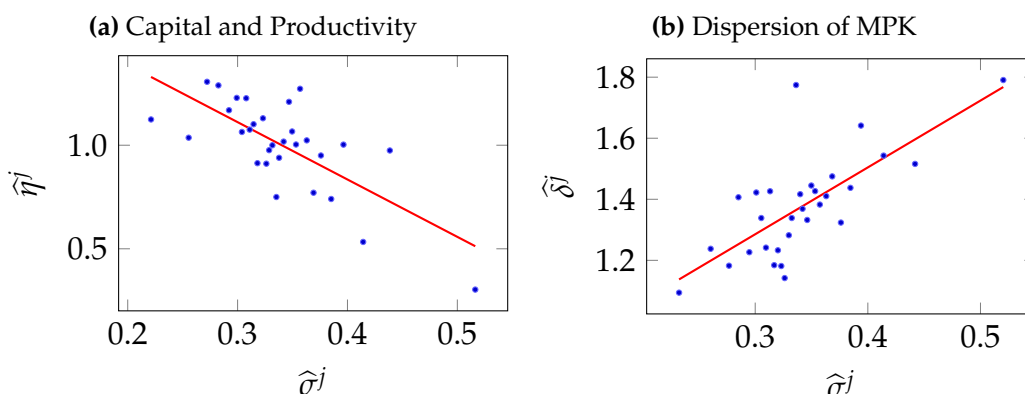 (a) Capital and Productivity
1.0
0.5
η̂ʲ
0.2 0.3 0.4 0.5
σ̂ʲ
(b) Dispersion of MPK
1.8
1.6
1.4
1.2
δ̂ʲ
0.3 0.4 0.5
σ̂ʲ